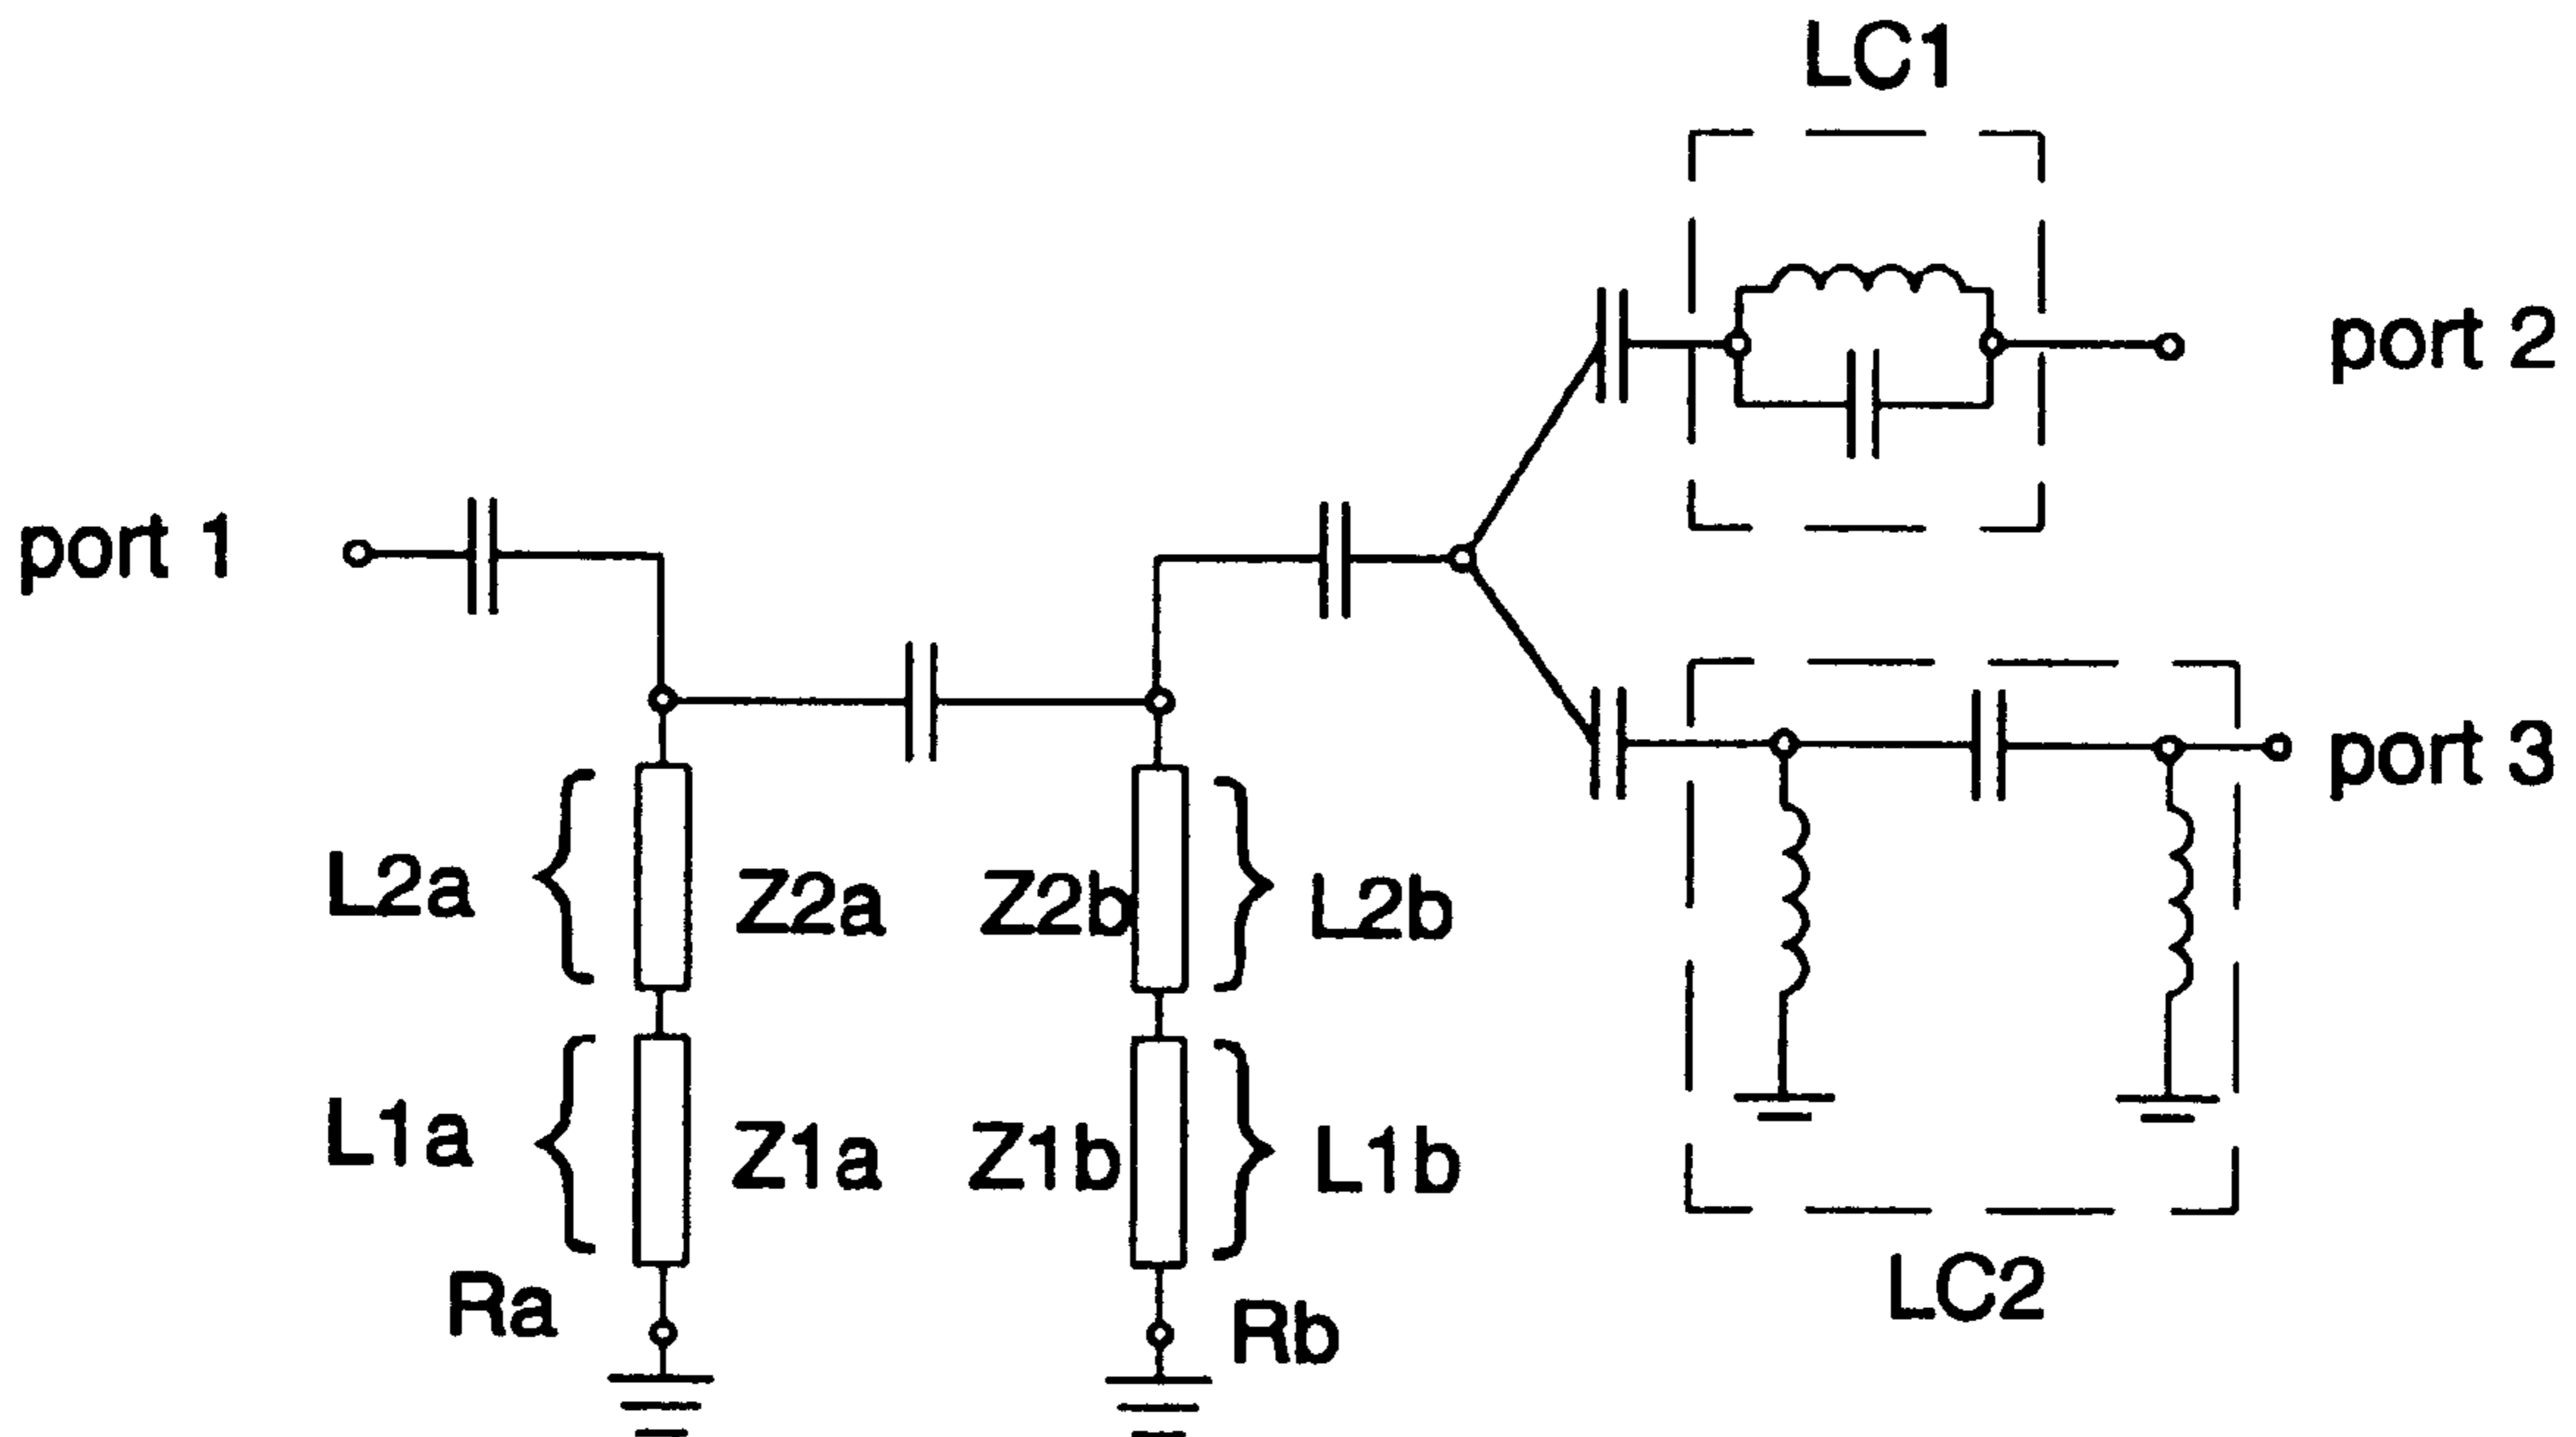 LC1
port 2
port 1
port 3
L2a
Z2a
Z2b
L2b
L1a
Z1a
Z1b
L1b
Ra
Rb
LC2